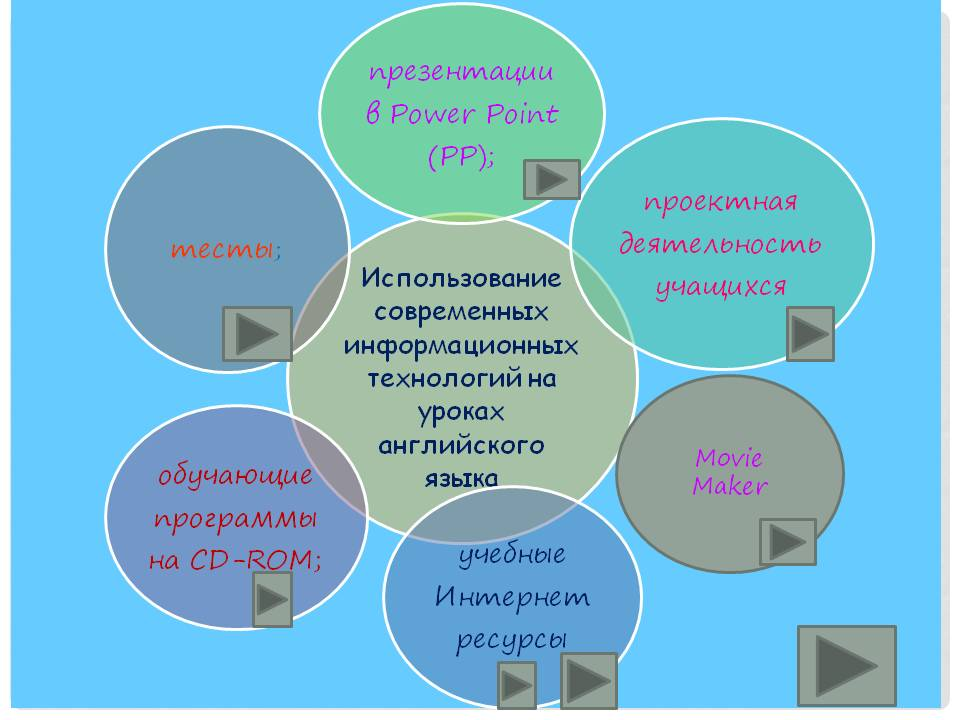 презентации
в Power Point
(PP);
проектная
деятельность
учащихся
Movie
Maker
учебные
Интернет
ресурсы
обучающие
программы
на CD-ROM;
тесты;
Использование
современных
информационных
технологий на
уроках
английского
языка